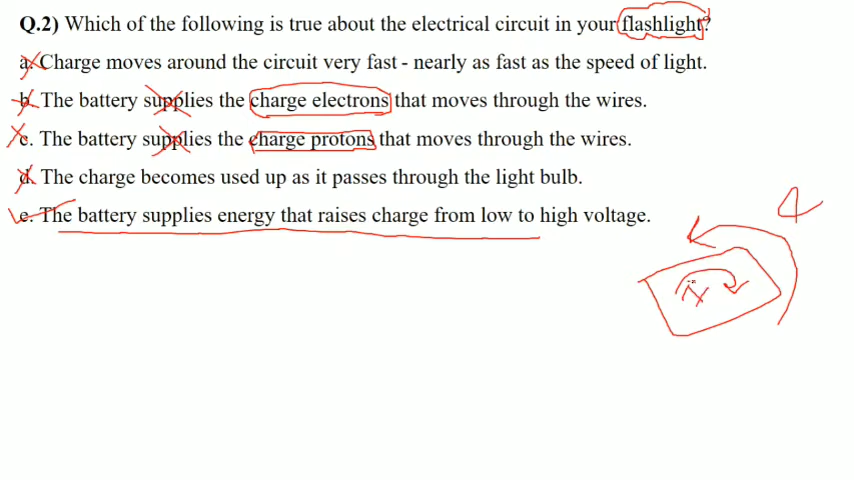 Q.2) Which of the following is true about the electrical circuit in your flashlight?
a. Charge moves around the circuit very fast - nearly as fast as the speed of light.
b. The battery supplies the charge electrons that moves through the wires.
c. The battery supplies the charge protons that moves through the wires.
d. The charge becomes used up as it passes through the light bulb.
e. The battery supplies energy that raises charge from low to high voltage.